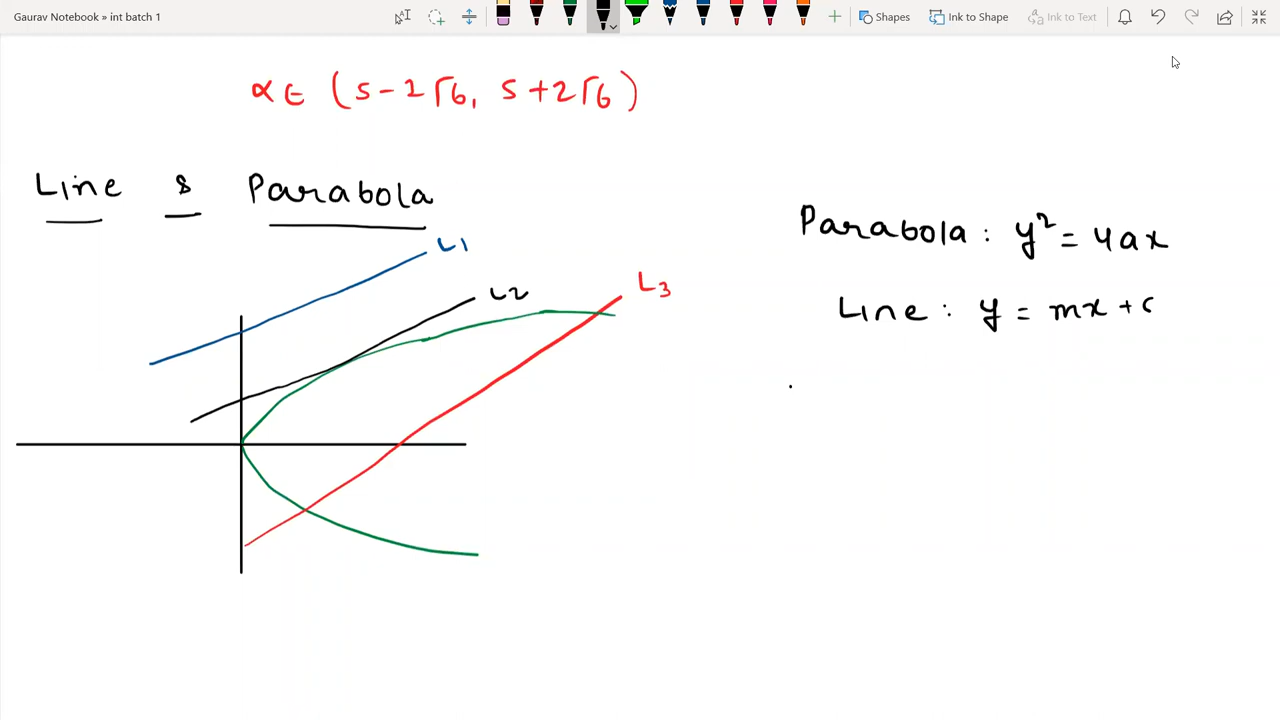 Gaurav Notebook » int batch 1
Shapes
Ink to Shape
Ink to Text
∝ ∈ (5-2√6, 5+2√6)
Line & Parabola
L1
L2
L3
Parabola: y² = 4ax
Line: y = mx + c